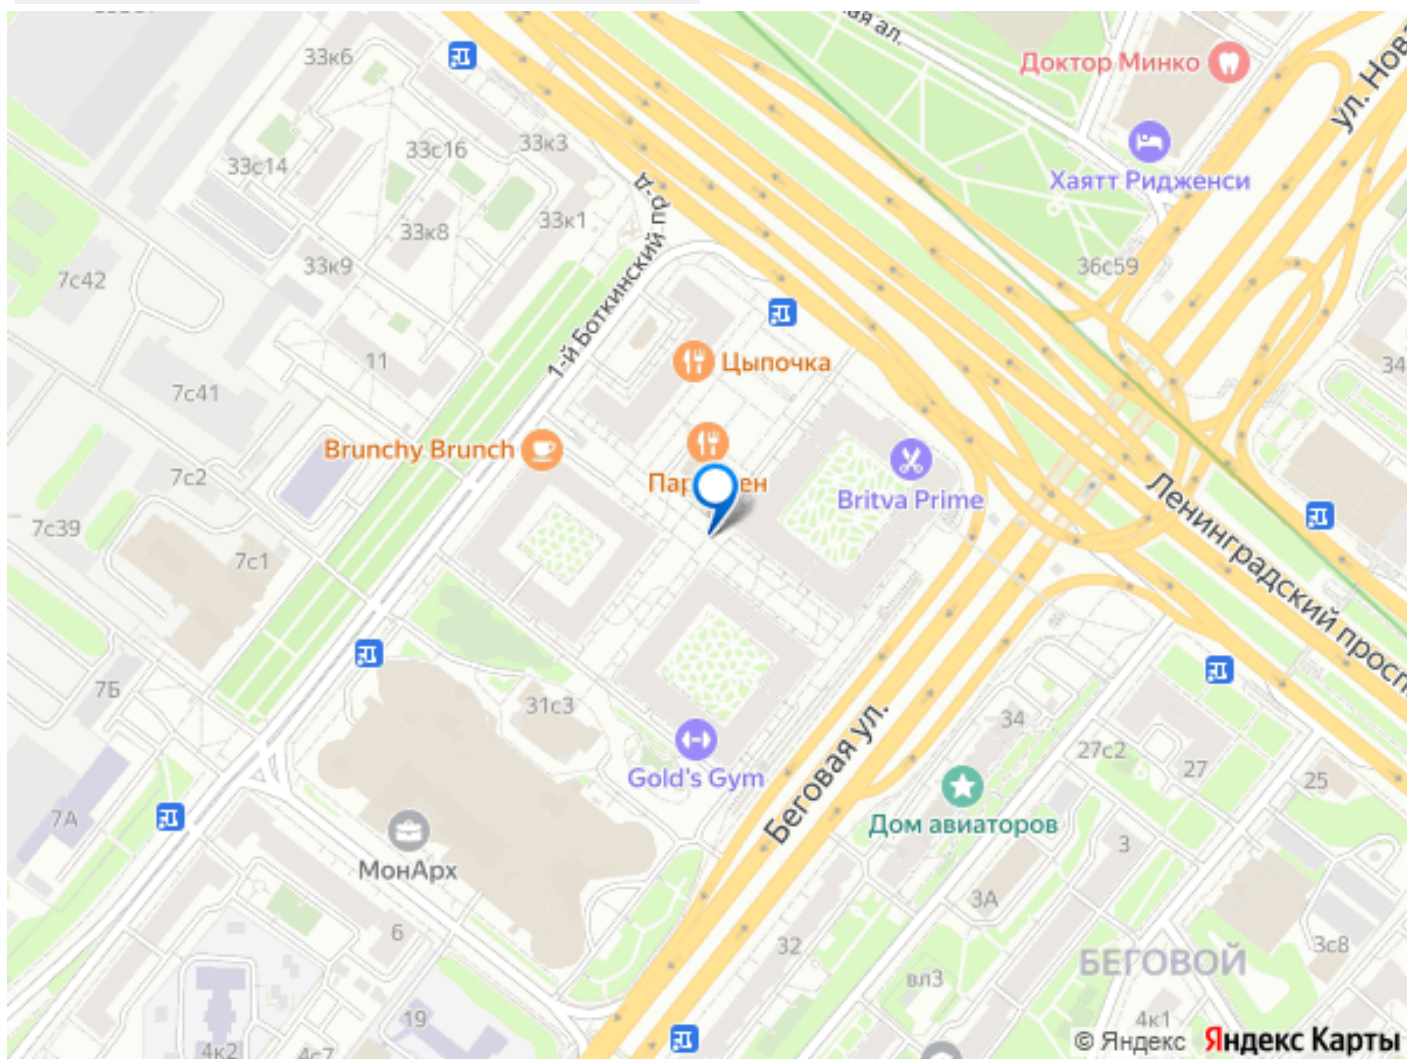 33к6
ая ал.
Доктор Минко
33к3
33с16
33с14
Хаятт Ридженси
1-й Боткинский пр-д
33к1
33к8
33к9
36с59
7с42
34
11
Цыпочка
7с41
Brunchy Brunch
7с2
Britva Prime
7с39
7с1
Ленинградский просп
7Б
31с3
34
27с2
27
25
Gold's Gym
Беговая ул.
7А
Дом авиаторов
3
МонАрх
3А
6
32
3с8
БЕГОВОЙ
вл3
19
4к1
4к2
4с7
© Яндекс Яндекс Карты